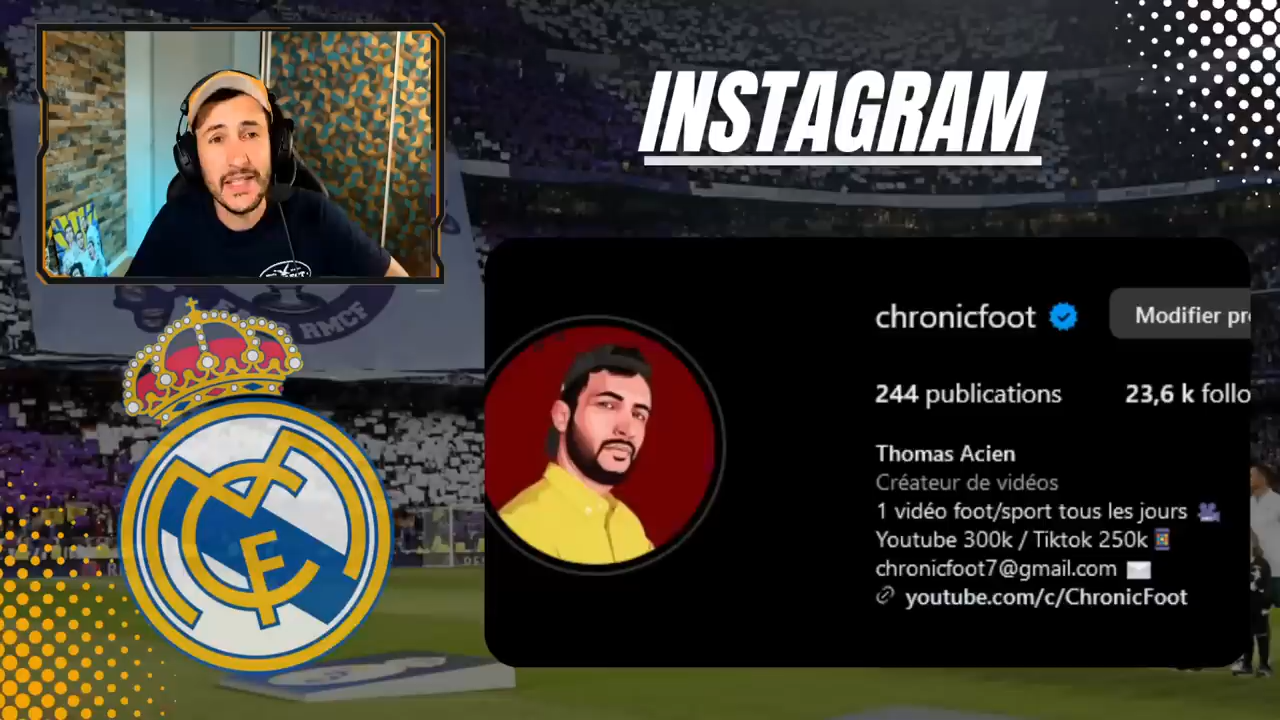 INSTAGRAM
RMCF
chronicfoot
Modifier pr
244 publications
23,6 k follo
Thomas Acien
Créateur de vidéos
1 vidéo foot/sport tous les jours
Youtube 300k / Tiktok 250k
chronicfoot7@gmail.com
youtube.com/c/ChronicFoot